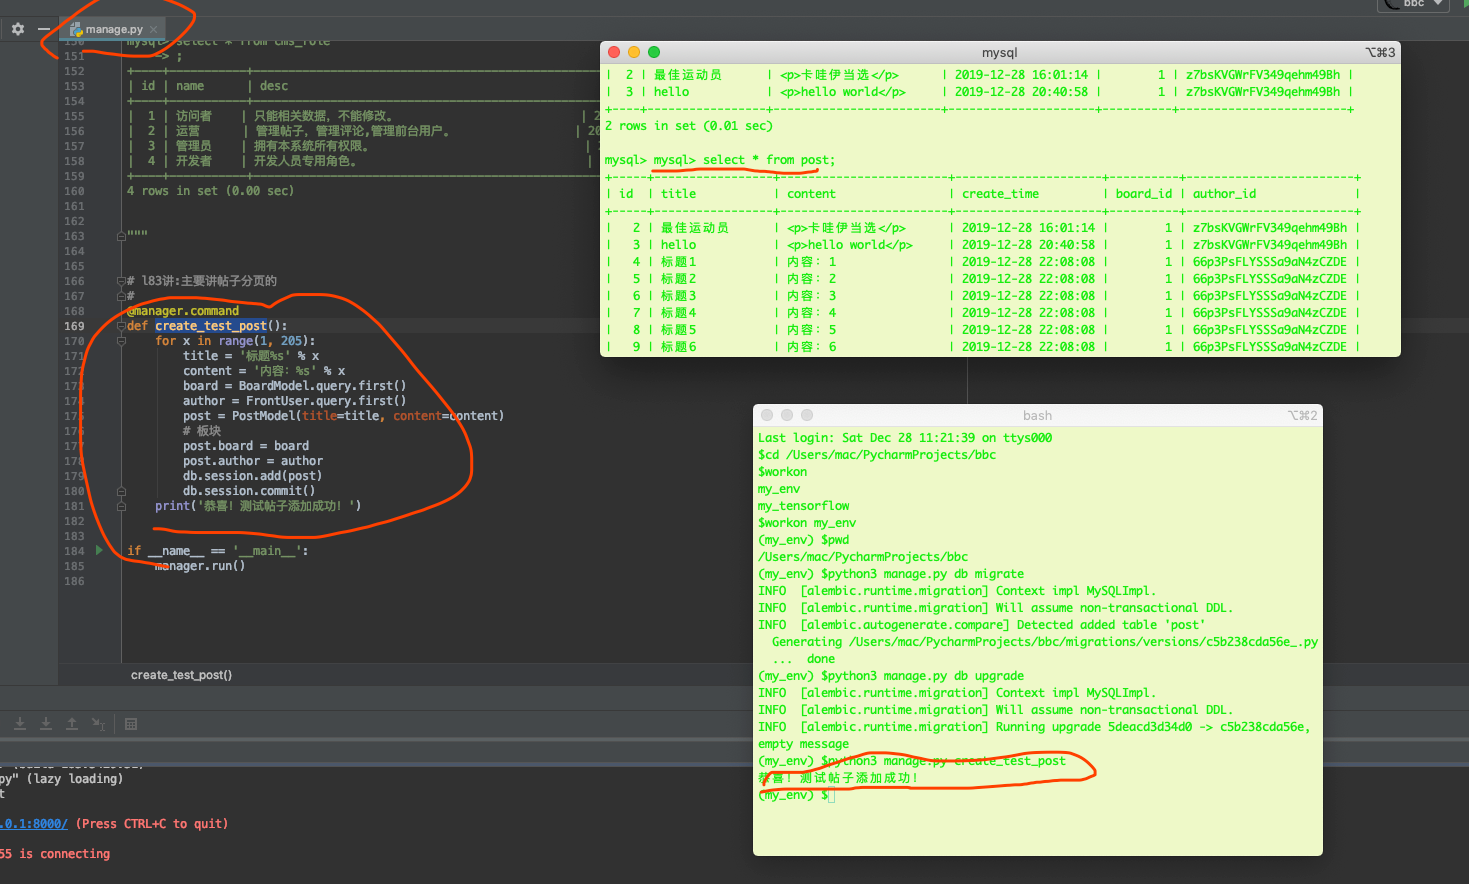 bbc
manage.py
150 mysql> select * from cms_role
151 -> ;
152
153 | id | name | desc
154
155 | 1 | 访问者 | 只能相关数据，不能修改。 | 2
156 | 2 | 运营 | 管理帖子，管理评论,管理前台用户。 | 20
157 | 3 | 管理员 | 拥有本系统所有权限。 |
158 | 4 | 开发者 | 开发人员专用角色。 |
159
160 4 rows in set (0.00 sec)
161
162
163 """
164
165
166 # l83讲:主要讲帖子分页的
167 #
168 @manager.command
169 def create_test_post():
170 for x in range(1, 205):
171 title = '标题%s' % x
172 content = '内容：%s' % x
173 board = BoardModel.query.first()
174 author = FrontUser.query.first()
175 post = PostModel(title=title, content=content)
176 # 板块
177 post.board = board
178 post.author = author
179 db.session.add(post)
180 db.session.commit()
181 print('恭喜！测试帖子添加成功！')
182
183
184 if __name__ == '__main__':
185 manager.run()
186
create_test_post()
py" (lazy loading)
t
.0.1:8000/ (Press CTRL+C to quit)
55 is connecting
mysql ⌥⌘3
| 2 | 最佳运动员 | <p>卡哇伊当选</p> | 2019-12-28 16:01:14 | 1 | z7bsKVGWrFV349qehm49Bh |
| 3 | hello | <p>hello world</p> | 2019-12-28 20:40:58 | 1 | z7bsKVGWrFV349qehm49Bh |
+----+---------------+------------------------+---------------------+----------+------------------------+
2 rows in set (0.01 sec)
mysql> mysql> select * from post;
+-----+-----------------+------------------------+---------------------+----------+------------------------+
| id | title | content | create_time | board_id | author_id |
+-----+-----------------+------------------------+---------------------+----------+------------------------+
| 2 | 最佳运动员 | <p>卡哇伊当选</p> | 2019-12-28 16:01:14 | 1 | z7bsKVGWrFV349qehm49Bh
| 3 | hello | <p>hello world</p> | 2019-12-28 20:40:58 | 1 | z7bsKVGWrFV349qehm49Bh
| 4 | 标题1 | 内容：1 | 2019-12-28 22:08:08 | 1 | 66p3PsFLYSSSa9aN4zCZDE |
| 5 | 标题2 | 内容：2 | 2019-12-28 22:08:08 | 1 | 66p3PsFLYSSSa9aN4zCZDE |
| 6 | 标题3 | 内容：3 | 2019-12-28 22:08:08 | 1 | 66p3PsFLYSSSa9aN4zCZDE |
| 7 | 标题4 | 内容：4 | 2019-12-28 22:08:08 | 1 | 66p3PsFLYSSSa9aN4zCZDE |
| 8 | 标题5 | 内容：5 | 2019-12-28 22:08:08 | 1 | 66p3PsFLYSSSa9aN4zCZDE |
| 9 | 标题6 | 内容：6 | 2019-12-28 22:08:08 | 1 | 66p3PsFLYSSSa9aN4zCZDE |
bash ⌥⌘2
Last login: Sat Dec 28 11:21:39 on ttys000
$cd /Users/mac/PycharmProjects/bbc
$workon
my_env
my_tensorflow
$workon my_env
(my_env) $pwd
/Users/mac/PycharmProjects/bbc
(my_env) $python3 manage.py db migrate
INFO [alembic.runtime.migration] Context impl MySQLImpl.
INFO [alembic.runtime.migration] Will assume non-transactional DDL.
INFO [alembic.autogenerate.compare] Detected added table 'post'
Generating /Users/mac/PycharmProjects/bbc/migrations/versions/c5b238cda56e_.py
... done
(my_env) $python3 manage.py db upgrade
INFO [alembic.runtime.migration] Context impl MySQLImpl.
INFO [alembic.runtime.migration] Will assume non-transactional DDL.
INFO [alembic.runtime.migration] Running upgrade 5deacd3d34d0 -> c5b238cda56e,
empty message
(my_env) $python3 manage.py create_test_post
恭喜！测试帖子添加成功！
(my_env) $